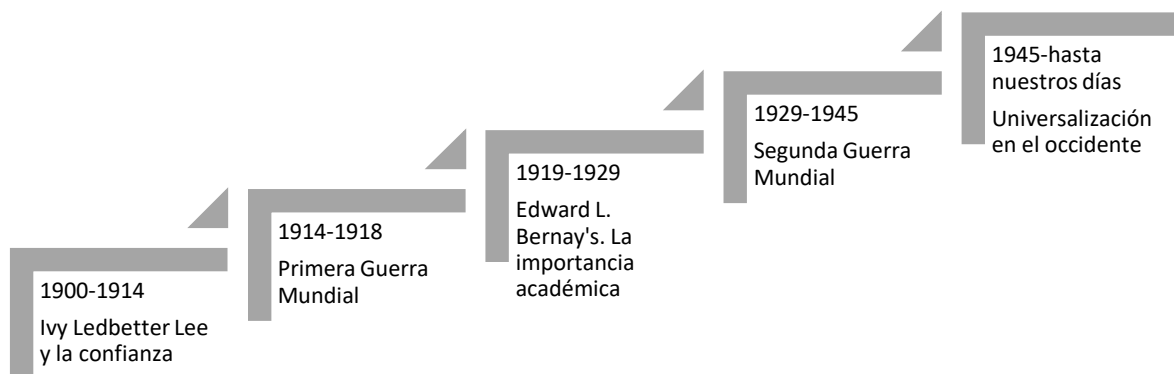 1900-1914
Ivy Ledbetter Lee
y la confianza
1914-1918
Primera Guerra
Mundial
1919-1929
Edward L.
Bernay's. La
importancia
académica
1929-1945
Segunda Guerra
Mundial
1945-hasta
nuestros días
Universalización
en el occidente